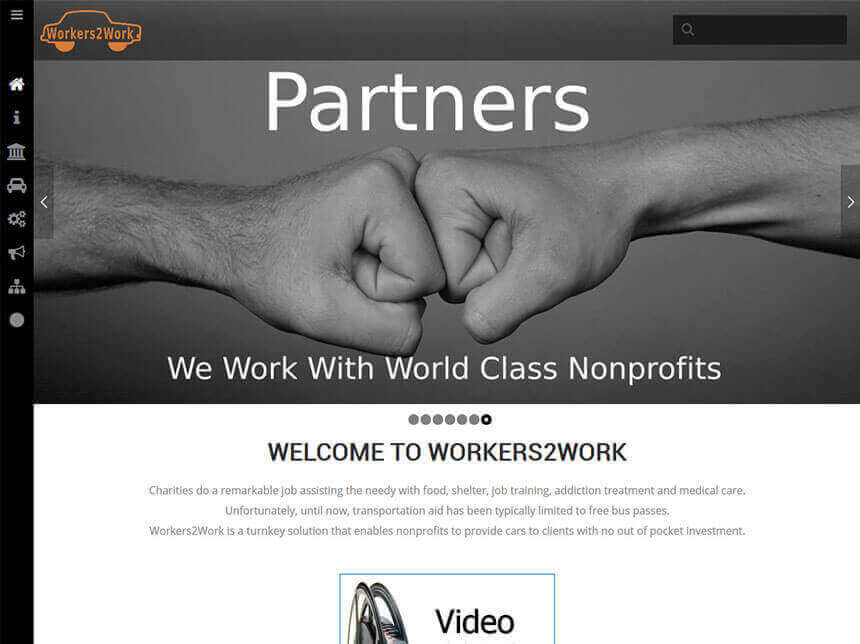 Workers2Work
Partners
We Work With World Class Nonprofits
WELCOME TO WORKERS2WORK
Charities do a remarkable job assisting the needy with food, shelter, job training, addiction treatment and medical care.
Unfortunately, until now, transportation aid has been typically limited to free bus passes.
Workers2Work is a turnkey solution that enables nonprofits to provide cars to clients with no out of pocket investment.
Video